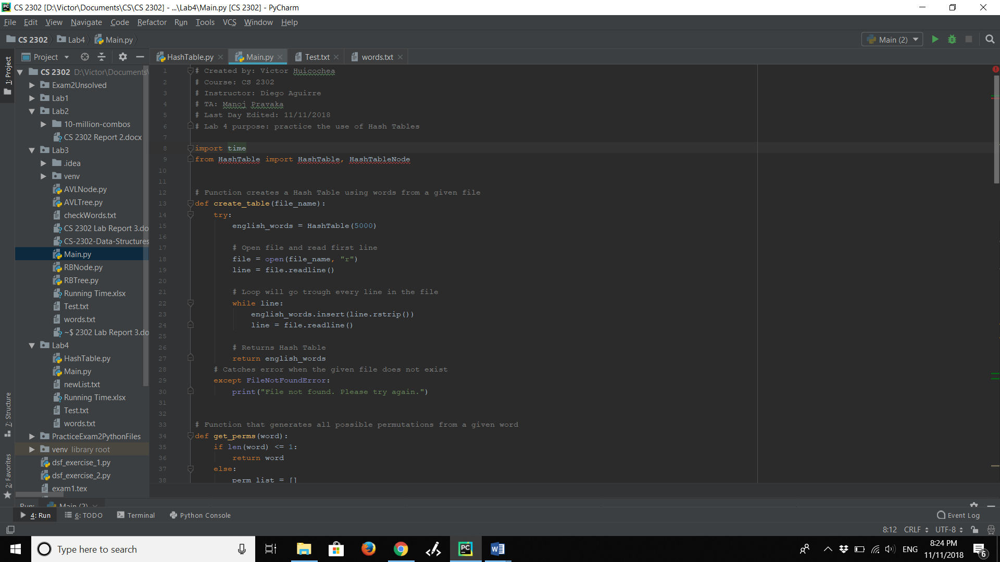 CS 2302 [D:\Victor\Documents\CS\CS 2302] - ...\Lab4\Main.py [CS 2302] - PyCharm
File Edit View Navigate Code Refactor Run Tools VCS Window Help
CS 2302 Lab4 Main.py Main (2)
Project HashTable.py Main.py Test.txt words.txt
1: Project
7: Structure
2: Favorites
CS 2302 D:\Victor\Documents\
Exam2Unsolved
Lab1
Lab2
10-million-combos
CS 2302 Report 2.docx
Lab3
.idea
venv
AVLNode.py
AVLTree.py
checkWords.txt
CS 2302 Lab Report 3.do
CS-2302-Data-Structures
Main.py
RBNode.py
RBTree.py
Running Time.xlsx
Test.txt
words.txt
~$ 2302 Lab Report 3.do
Lab4
HashTable.py
Main.py
newList.txt
Running Time.xlsx
Test.txt
words.txt
PracticeExam2PythonFiles
venv library root
dsf_exercise_1.py
dsf_exercise_2.py
exam1.tex
1 # Created by: Victor Huicochea
2 # Course: CS 2302
3 # Instructor: Diego Aguirre
4 # TA: Manoj Pravaka
5 # Last Day Edited: 11/11/2018
6 # Lab 4 purpose: practice the use of Hash Tables
7
8 import time
9 from HashTable import HashTable, HashTableNode
10
11
12 # Function creates a Hash Table using words from a given file
13 def create_table(file_name):
14 try:
15 english_words = HashTable(5000)
16
17 # Open file and read first line
18 file = open(file_name, "r")
19 line = file.readline()
20
21 # Loop will go trough every line in the file
22 while line:
23 english_words.insert(line.rstrip())
24 line = file.readline()
25
26 # Returns Hash Table
27 return english_words
28 # Catches error when the given file does not exist
29 except FileNotFoundError:
30 print("File not found. Please try again.")
31
32
33 # Function that generates all possible permutations from a given word
34 def get_perms(word):
35 if len(word) <= 1:
36 return word
37 else:
38 perm_list = []
Run: Main (2)
4: Run 6: TODO Terminal Python Console Event Log
8:12 CRLF UTF-8
Type here to search
ENG
8:24 PM
11/11/2018
6